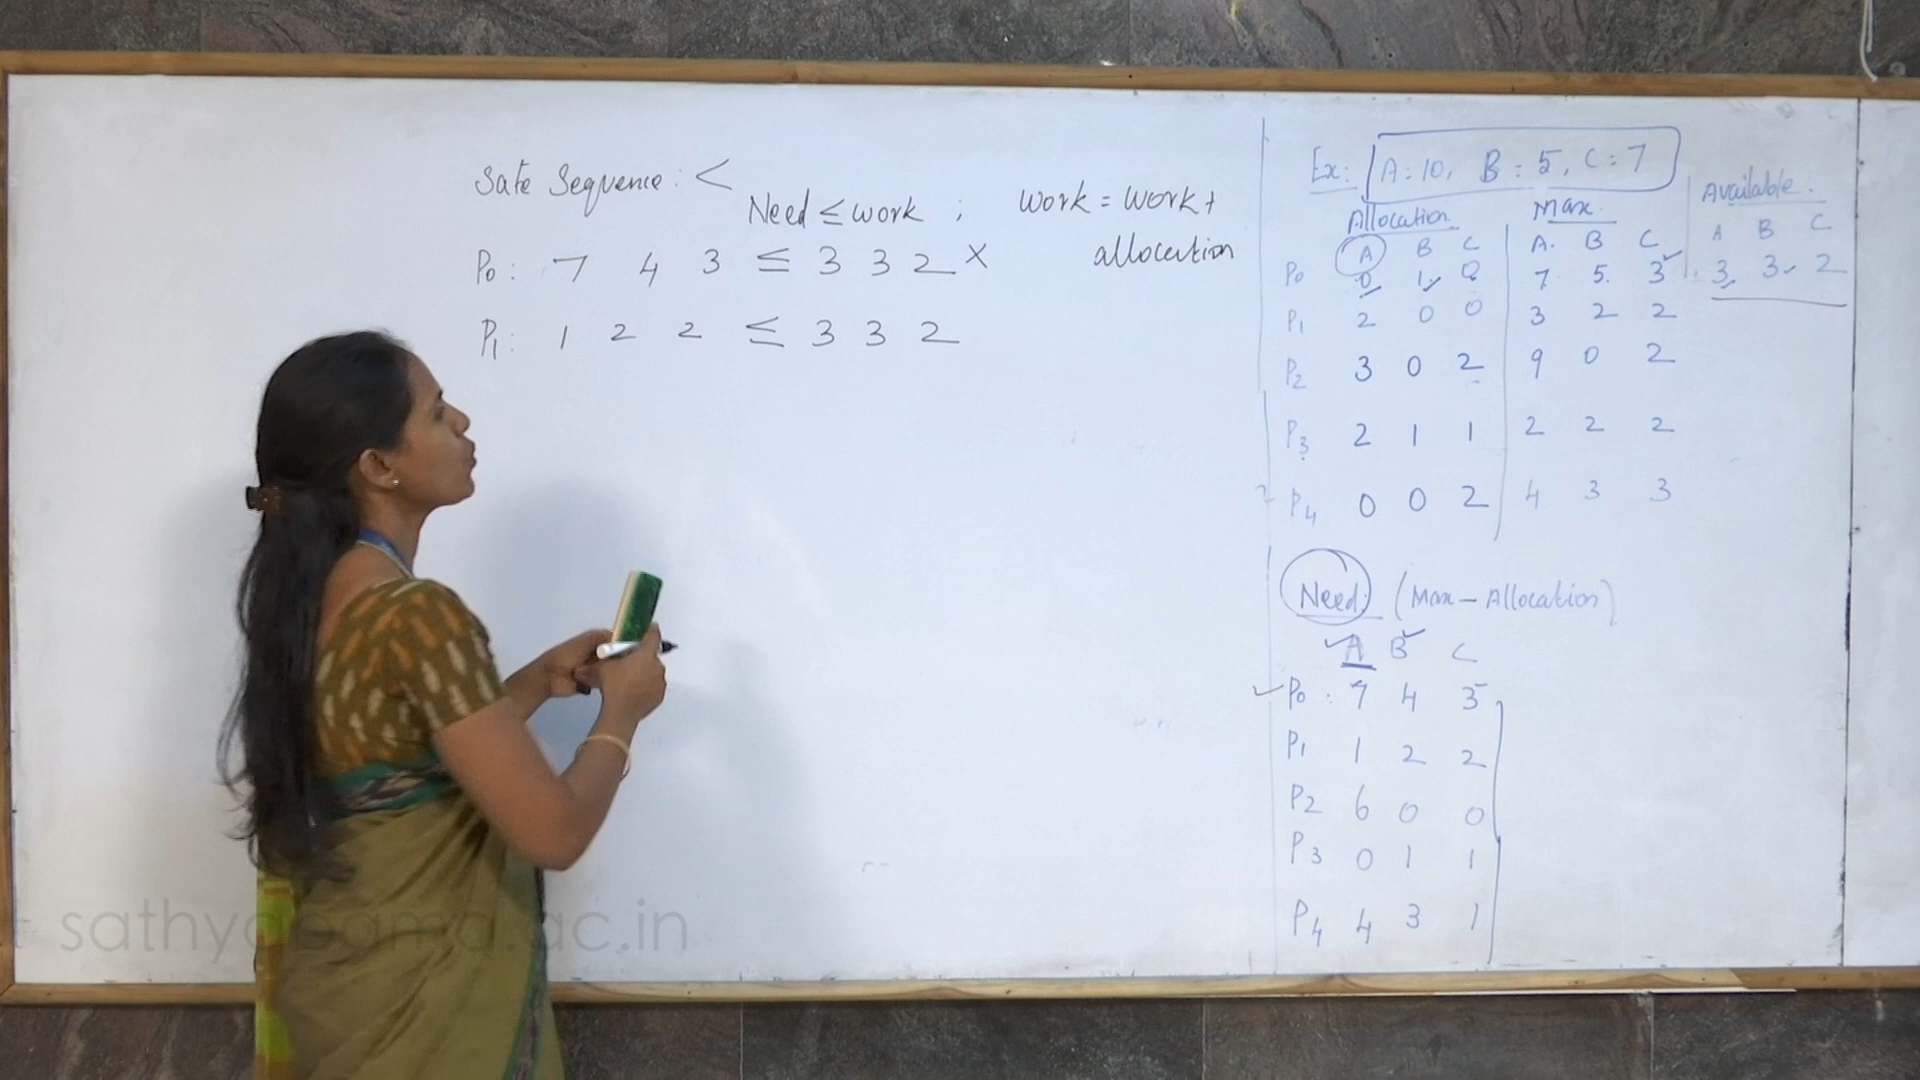 Safe Sequence : <
Need ≤ work ; work = work +
allocation
P0 : 7 4 3 ≤ 3 3 2 ×
P1 : 1 2 2 ≤ 3 3 2
Ex: A: 10, B = 5, C = 7
Allocation Max. Available.
A B C A. B C A B C
P0 0 1 0 7 5. 3 3 3 2
P1 2 0 0 3 2 2
P2 3 0 2 9 0 2
P3 2 1 1 2 2 2
P4 0 0 2 4 3 3
Need: (Max - Allocation)
A B C
P0 : 7 4 3
P1 1 2 2
P2 6 0 0
P3 0 1 1
P4 4 3 1
sathyabama.ac.in